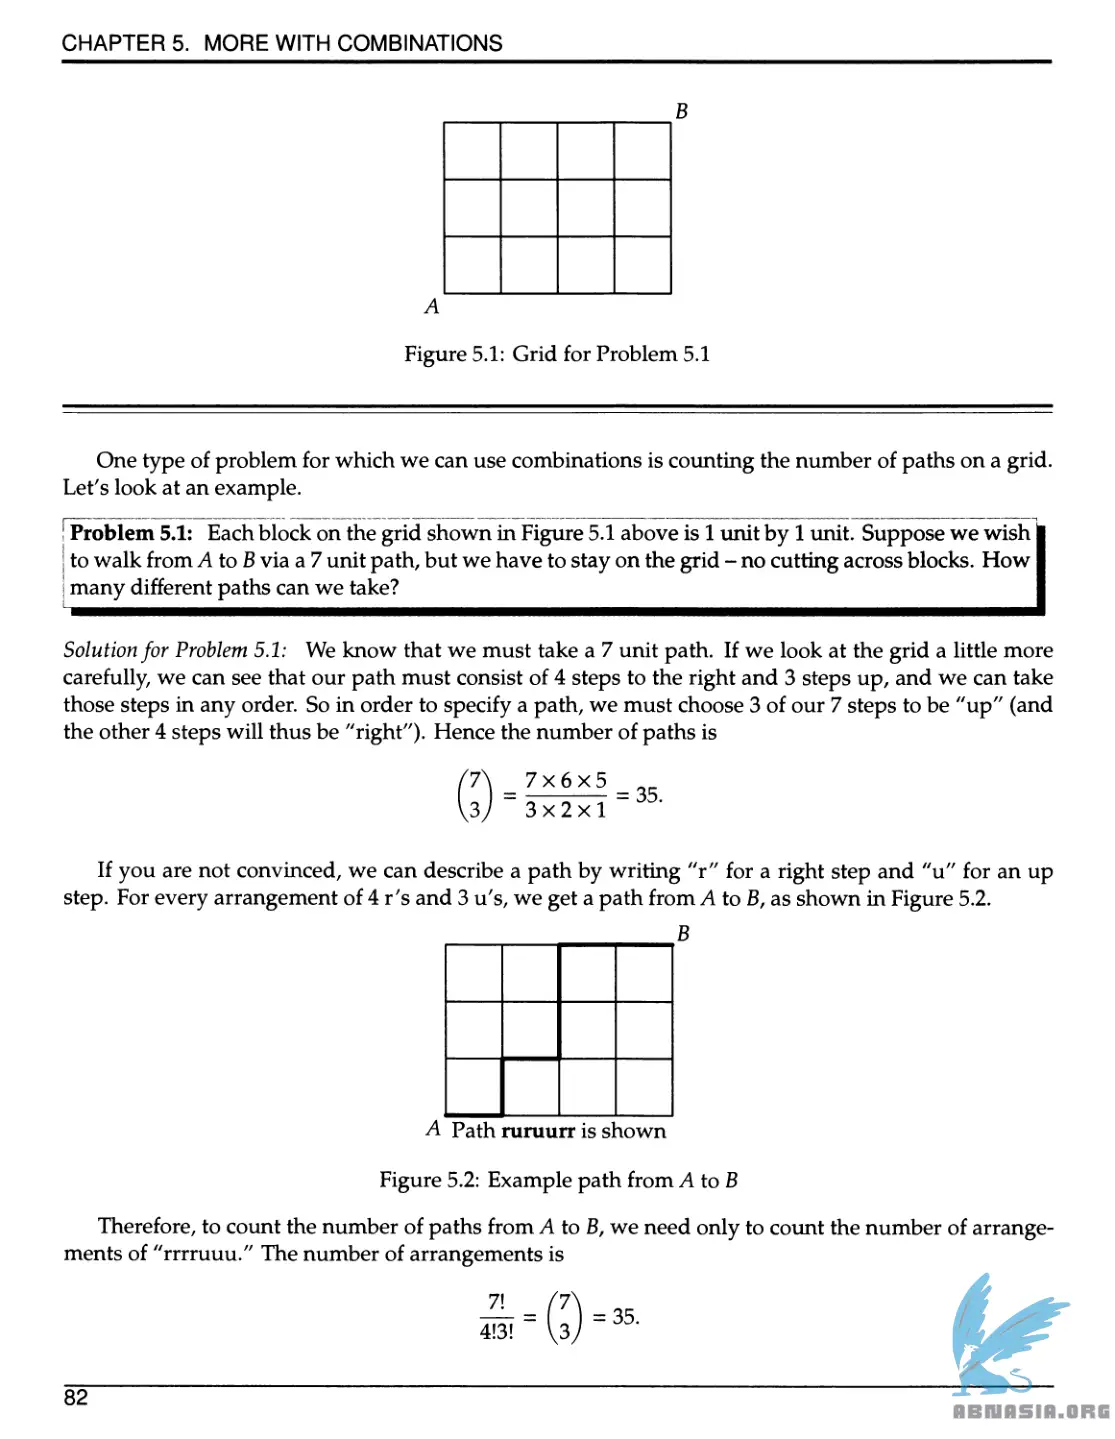 CHAPTER 5. MORE WITH COMBINATIONS
B
A
Figure 5.1: Grid for Problem 5.1
One type of problem for which we can use combinations is counting the number of paths on a grid.
Let's look at an example.
Problem 5.1: Each block on the grid shown in Figure 5.1 above is 1 unit by 1 unit. Suppose we wish
to walk from A to B via a 7 unit path, but we have to stay on the grid – no cutting across blocks. How
many different paths can we take?
Solution for Problem 5.1: We know that we must take a 7 unit path. If we look at the grid a little more
carefully, we can see that our path must consist of 4 steps to the right and 3 steps up, and we can take
those steps in any order. So in order to specify a path, we must choose 3 of our 7 steps to be "up" (and
the other 4 steps will thus be "right"). Hence the number of paths is
(7 3) = 7 × 6 × 5 / 3 × 2 × 1 = 35.
If you are not convinced, we can describe a path by writing "r" for a right step and "u" for an up
step. For every arrangement of 4 r's and 3 u's, we get a path from A to B, as shown in Figure 5.2.
B
A Path ruruurr is shown
Figure 5.2: Example path from A to B
Therefore, to count the number of paths from A to B, we need only to count the number of arrange-
ments of "rrrruuu." The number of arrangements is
7! / 4!3! = (7 3) = 35.
82
ABNASIA.ORG